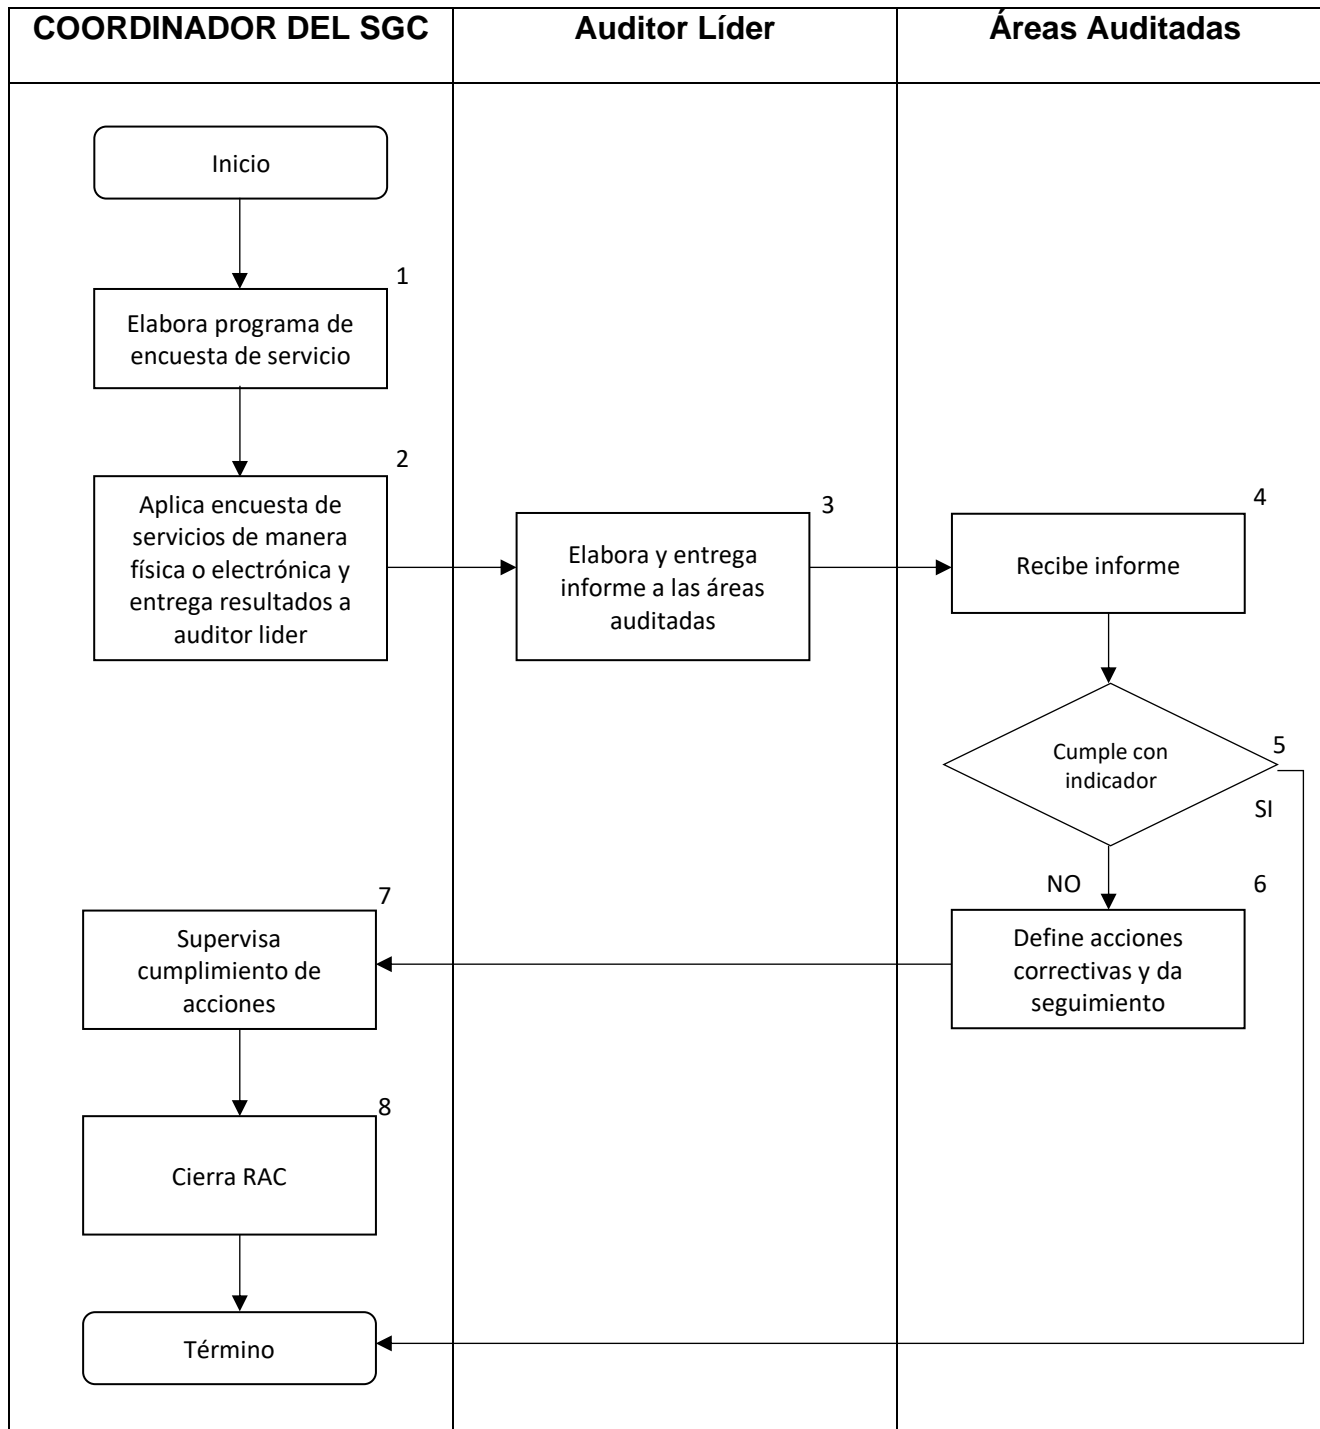 COORDINADOR DEL SGC
Auditor Líder
Áreas Auditadas
Inicio
1
Elabora programa de
encuesta de servicio
2
Aplica encuesta de
servicios de manera
física o electrónica y
entrega resultados a
auditor lider
3
Elabora y entrega
informe a las áreas
auditadas
4
Recibe informe
5
Cumple con
indicador
SI
NO
6
Define acciones
correctivas y da
seguimiento
7
Supervisa
cumplimiento de
acciones
8
Cierra RAC
Término